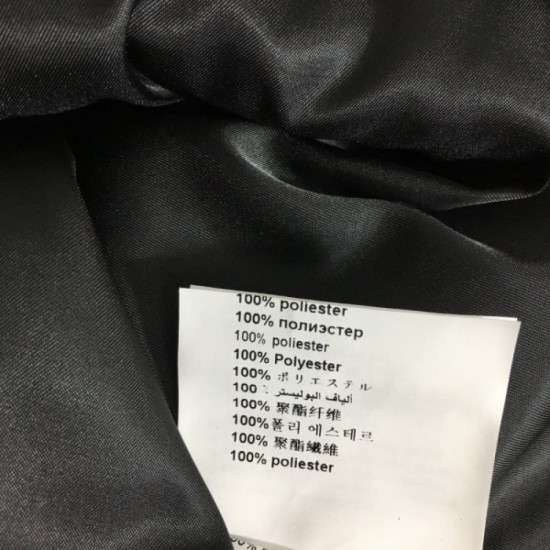 100% poliester
100% полиэстер
100% poliester
100% Polyester
100% ポリエステル
100 ٪ ألياف البوليستر
100% 聚酯纤维
100%폴리 에스테르
100% 聚酯纖維
100% poliester